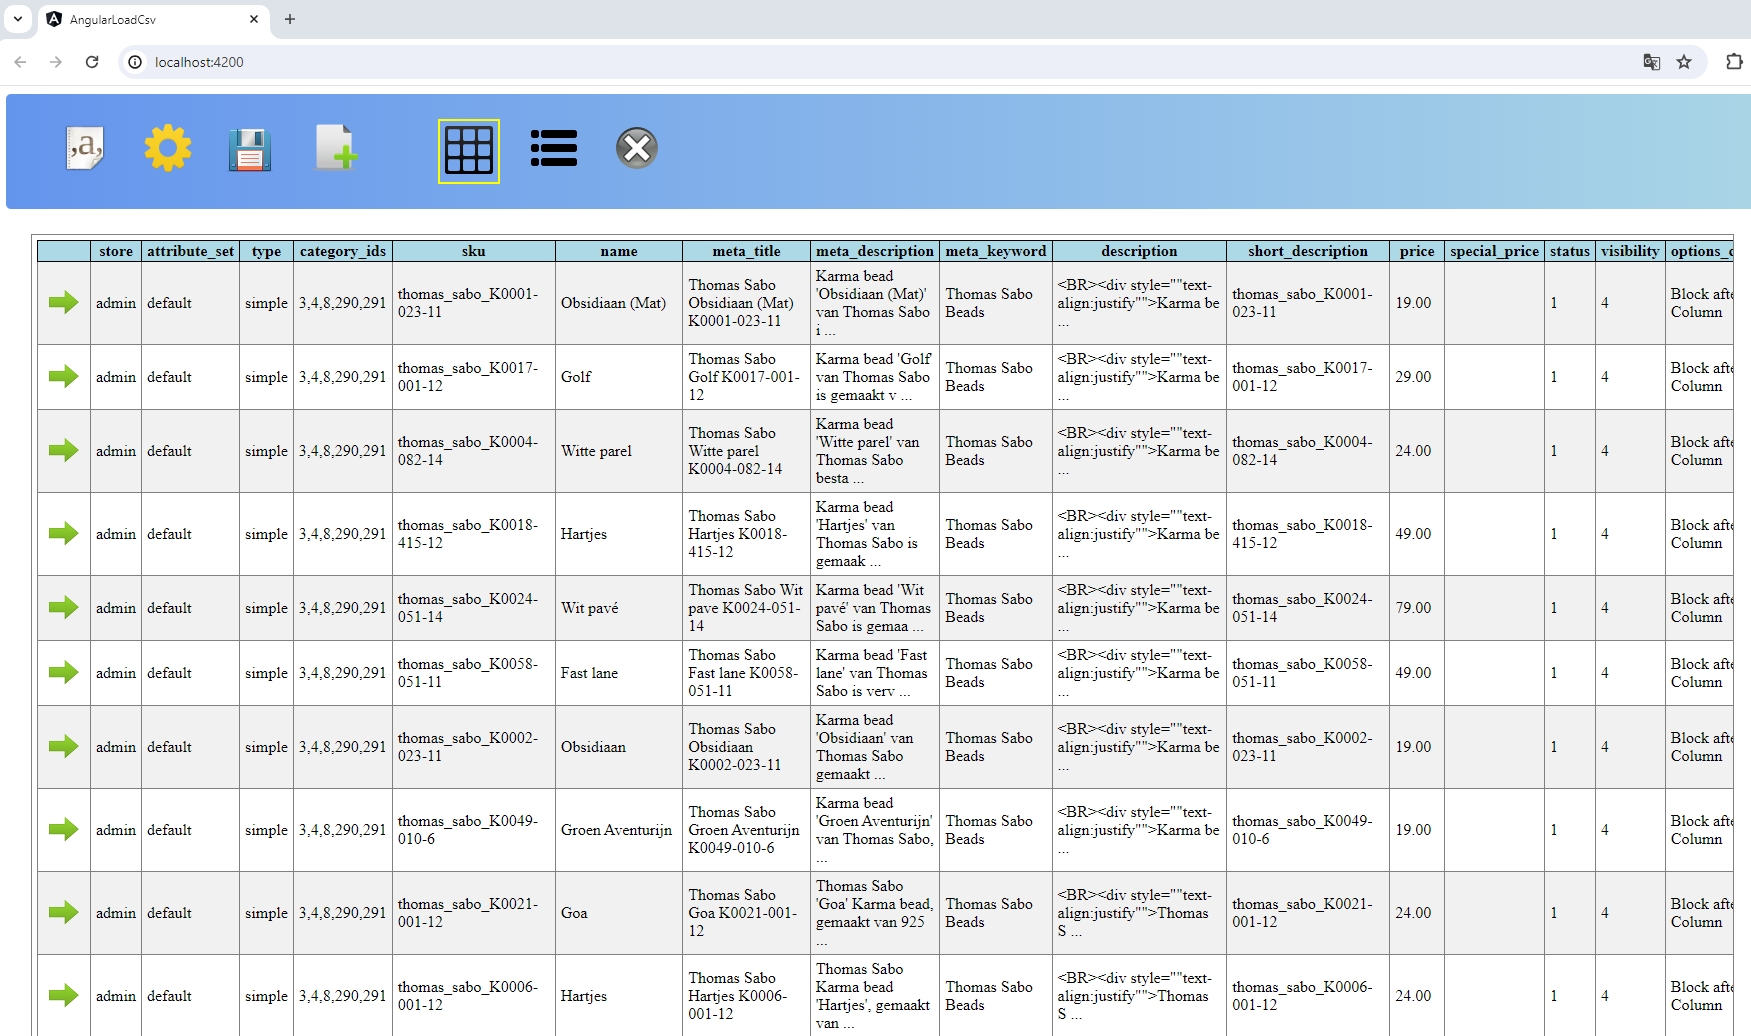 AngularLoadCsv
localhost:4200
,a,
store attribute_set type category_ids sku name meta_title meta_description meta_keyword description short_description price special_price status visibility options_c
admin default simple 3,4,8,290,291 thomas_sabo_K0001-023-11 Obsidiaan (Mat) Thomas Sabo Obsidiaan (Mat) K0001-023-11 Karma bead 'Obsidiaan (Mat)' van Thomas Sabo i ... Thomas Sabo Beads <BR><div style=""text-align:justify"">Karma be ... thomas_sabo_K0001-023-11 19.00 1 4 Block afte Column
admin default simple 3,4,8,290,291 thomas_sabo_K0017-001-12 Golf Thomas Sabo Golf K0017-001-12 Karma bead 'Golf' van Thomas Sabo is gemaakt v ... Thomas Sabo Beads <BR><div style=""text-align:justify"">Karma be ... thomas_sabo_K0017-001-12 29.00 1 4 Block afte Column
admin default simple 3,4,8,290,291 thomas_sabo_K0004-082-14 Witte parel Thomas Sabo Witte parel K0004-082-14 Karma bead 'Witte parel' van Thomas Sabo besta ... Thomas Sabo Beads <BR><div style=""text-align:justify"">Karma be ... thomas_sabo_K0004-082-14 24.00 1 4 Block afte Column
admin default simple 3,4,8,290,291 thomas_sabo_K0018-415-12 Hartjes Thomas Sabo Hartjes K0018-415-12 Karma bead 'Hartjes' van Thomas Sabo is gemaak ... Thomas Sabo Beads <BR><div style=""text-align:justify"">Karma be ... thomas_sabo_K0018-415-12 49.00 1 4 Block afte Column
admin default simple 3,4,8,290,291 thomas_sabo_K0024-051-14 Wit pavé Thomas Sabo Wit pave K0024-051-14 Karma bead 'Wit pavé' van Thomas Sabo is gemaa ... Thomas Sabo Beads <BR><div style=""text-align:justify"">Karma be ... thomas_sabo_K0024-051-14 79.00 1 4 Block afte Column
admin default simple 3,4,8,290,291 thomas_sabo_K0058-051-11 Fast lane Thomas Sabo Fast lane K0058-051-11 Karma bead 'Fast lane' van Thomas Sabo is verv ... Thomas Sabo Beads <BR><div style=""text-align:justify"">Karma be ... thomas_sabo_K0058-051-11 49.00 1 4 Block afte Column
admin default simple 3,4,8,290,291 thomas_sabo_K0002-023-11 Obsidiaan Thomas Sabo Obsidiaan K0002-023-11 Karma bead 'Obsidiaan' van Thomas Sabo gemaakt ... Thomas Sabo Beads <BR><div style=""text-align:justify"">Karma be ... thomas_sabo_K0002-023-11 19.00 1 4 Block afte Column
admin default simple 3,4,8,290,291 thomas_sabo_K0049-010-6 Groen Aventurijn Thomas Sabo Groen Aventurijn K0049-010-6 Karma bead 'Groen Aventurijn' van Thomas Sabo, ... Thomas Sabo Beads <BR><div style=""text-align:justify"">Karma be ... thomas_sabo_K0049-010-6 19.00 1 4 Block afte Column
admin default simple 3,4,8,290,291 thomas_sabo_K0021-001-12 Goa Thomas Sabo Goa K0021-001-12 Thomas Sabo 'Goa' Karma bead, gemaakt van 925 ... Thomas Sabo Beads <BR><div style=""text-align:justify"">Thomas S ... thomas_sabo_K0021-001-12 24.00 1 4 Block afte Column
admin default simple 3,4,8,290,291 thomas_sabo_K0006-001-12 Hartjes Thomas Sabo Hartjes K0006-001-12 Thomas Sabo Karma bead 'Hartjes', gemaakt van ... Thomas Sabo Beads <BR><div style=""text-align:justify"">Thomas S ... thomas_sabo_K0006-001-12 24.00 1 4 Block afte Column